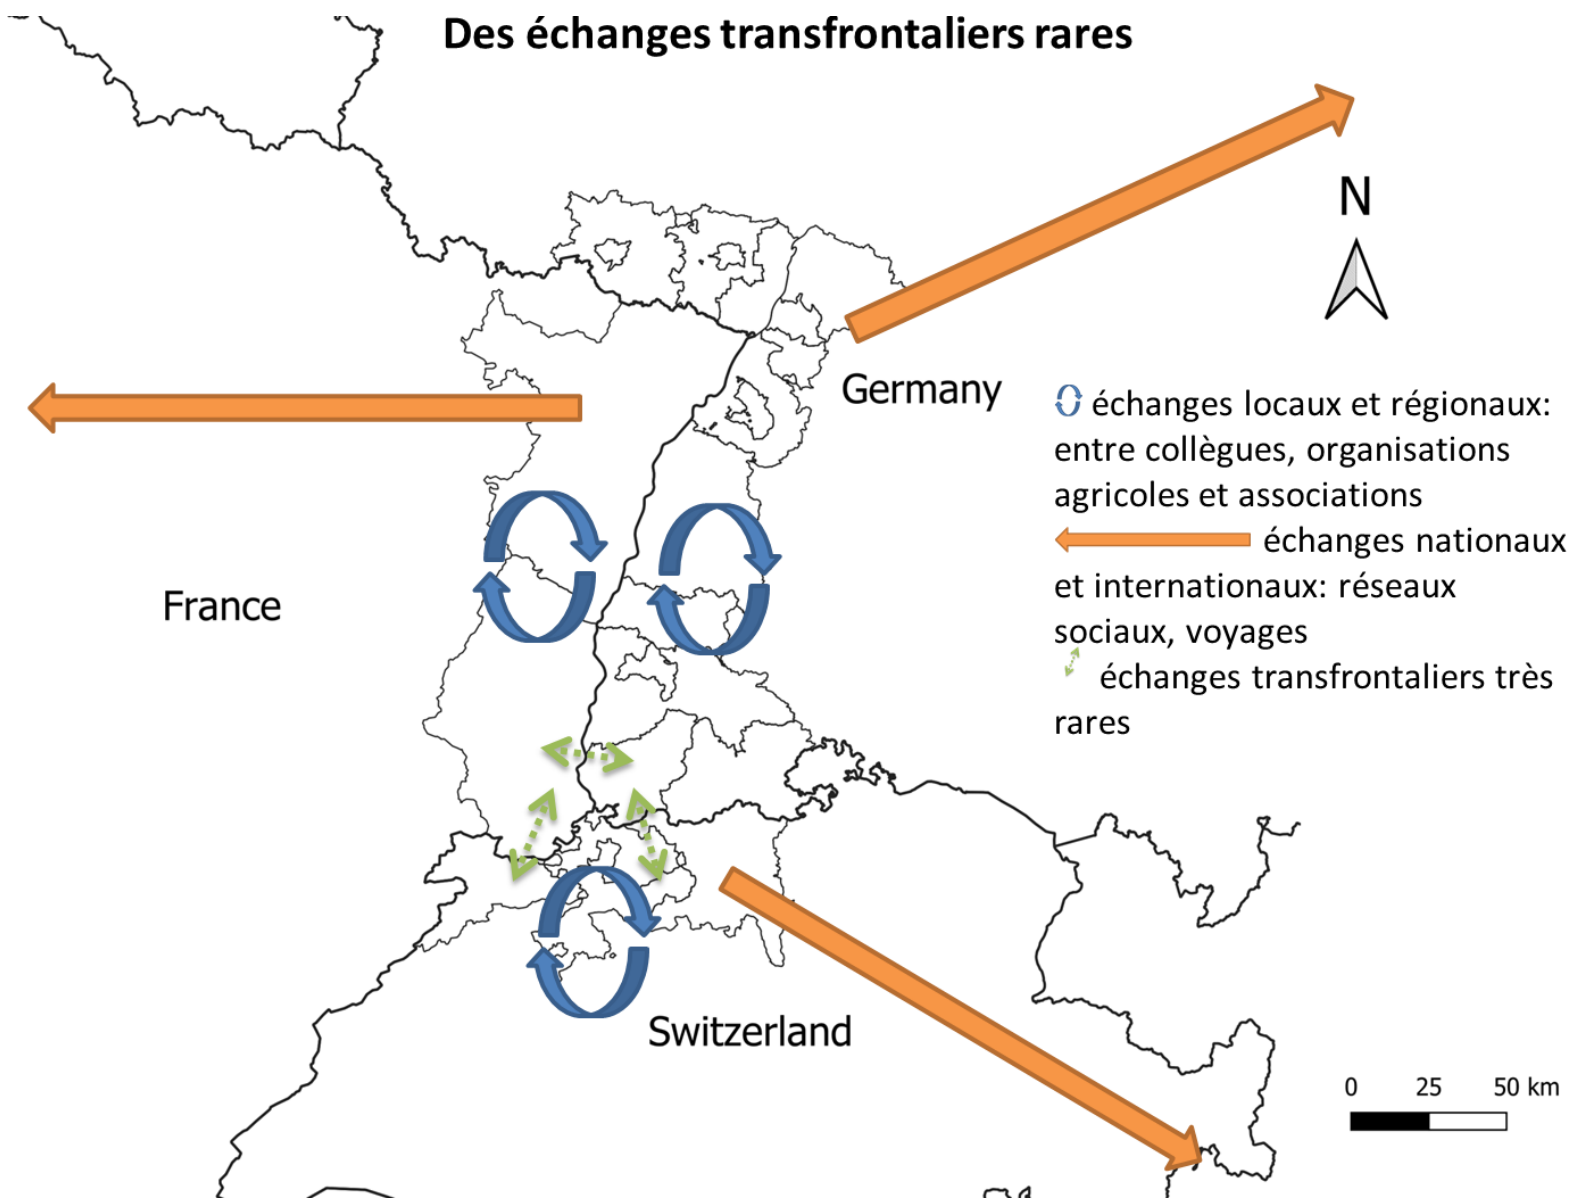 Des échanges transfrontaliers rares
N
Germany
échanges locaux et régionaux:
entre collègues, organisations
agricoles et associations
échanges nationaux
et internationaux: réseaux
sociaux, voyages
échanges transfrontaliers très
rares
France
Switzerland
0 25 50 km